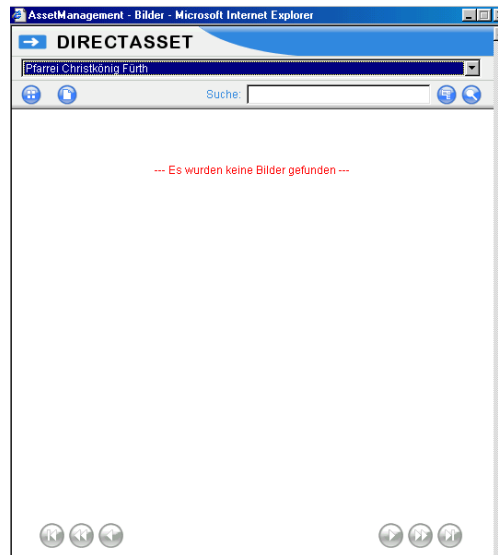 AssetManagement - Bilder - Microsoft Internet Explorer
DIRECTASSET
Pfarrei Christkönig Fürth
Suche:
--- Es wurden keine Bilder gefunden ---